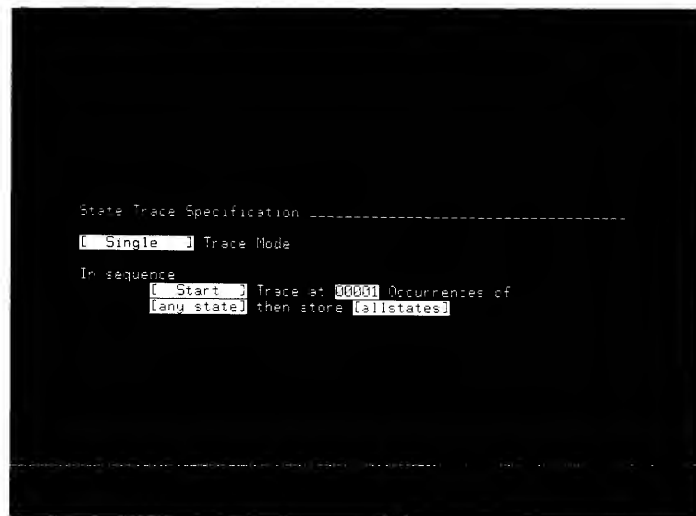 State Trace Specification
[ Single ] Trace Mode
In sequence
[ Start ] Trace at 00001 Occurrences of
[any state] then store [allstates]